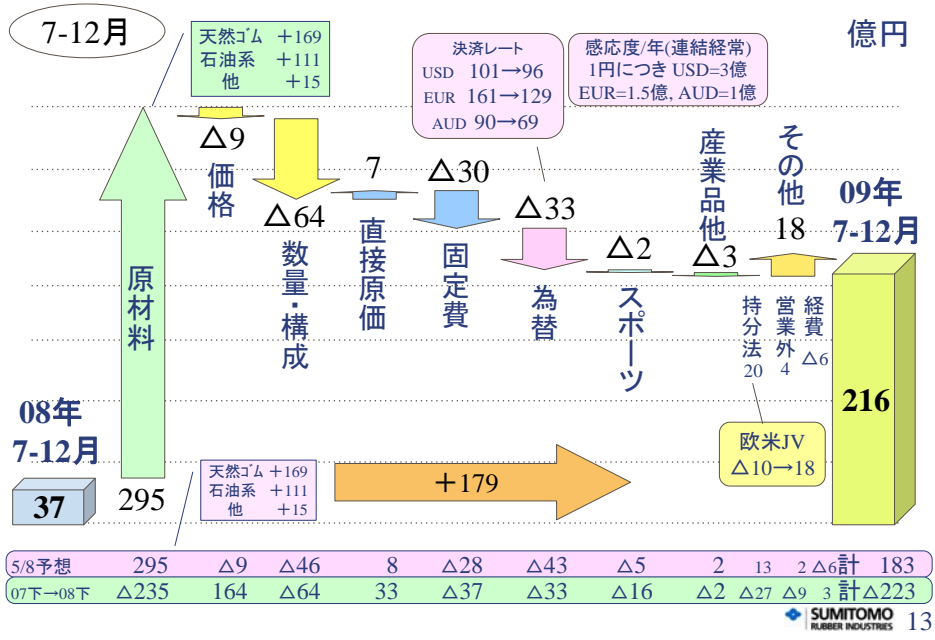 7-12月
天然ｺﾞﾑ +169
石油系 +111
他 +15
決済レート
USD 101→96
EUR 161→129
AUD 90→69
感応度/年(連結経常)
1円につき USD=3億
EUR=1.5億, AUD=1億
億円
原材料
295
△9
価格
△64
数量・構成
7
直接原価
△30
固定費
△33
為替
△2
スポーツ
産業品他
△3
その他
18
持分法
20
営業外
4
経費
△6
欧米JV
△10→18
09年
7-12月
216
08年
7-12月
37
天然ｺﾞﾑ +169
石油系 +111
他 +15
+179
5/8予想 295 △9 △46 8 △28 △43 △5 2 13 2 △6 計 183
07下→08下 △235 164 △64 33 △37 △33 △16 △2 △27 △9 3 計 △223
SUMITOMO
RUBBER INDUSTRIES
13